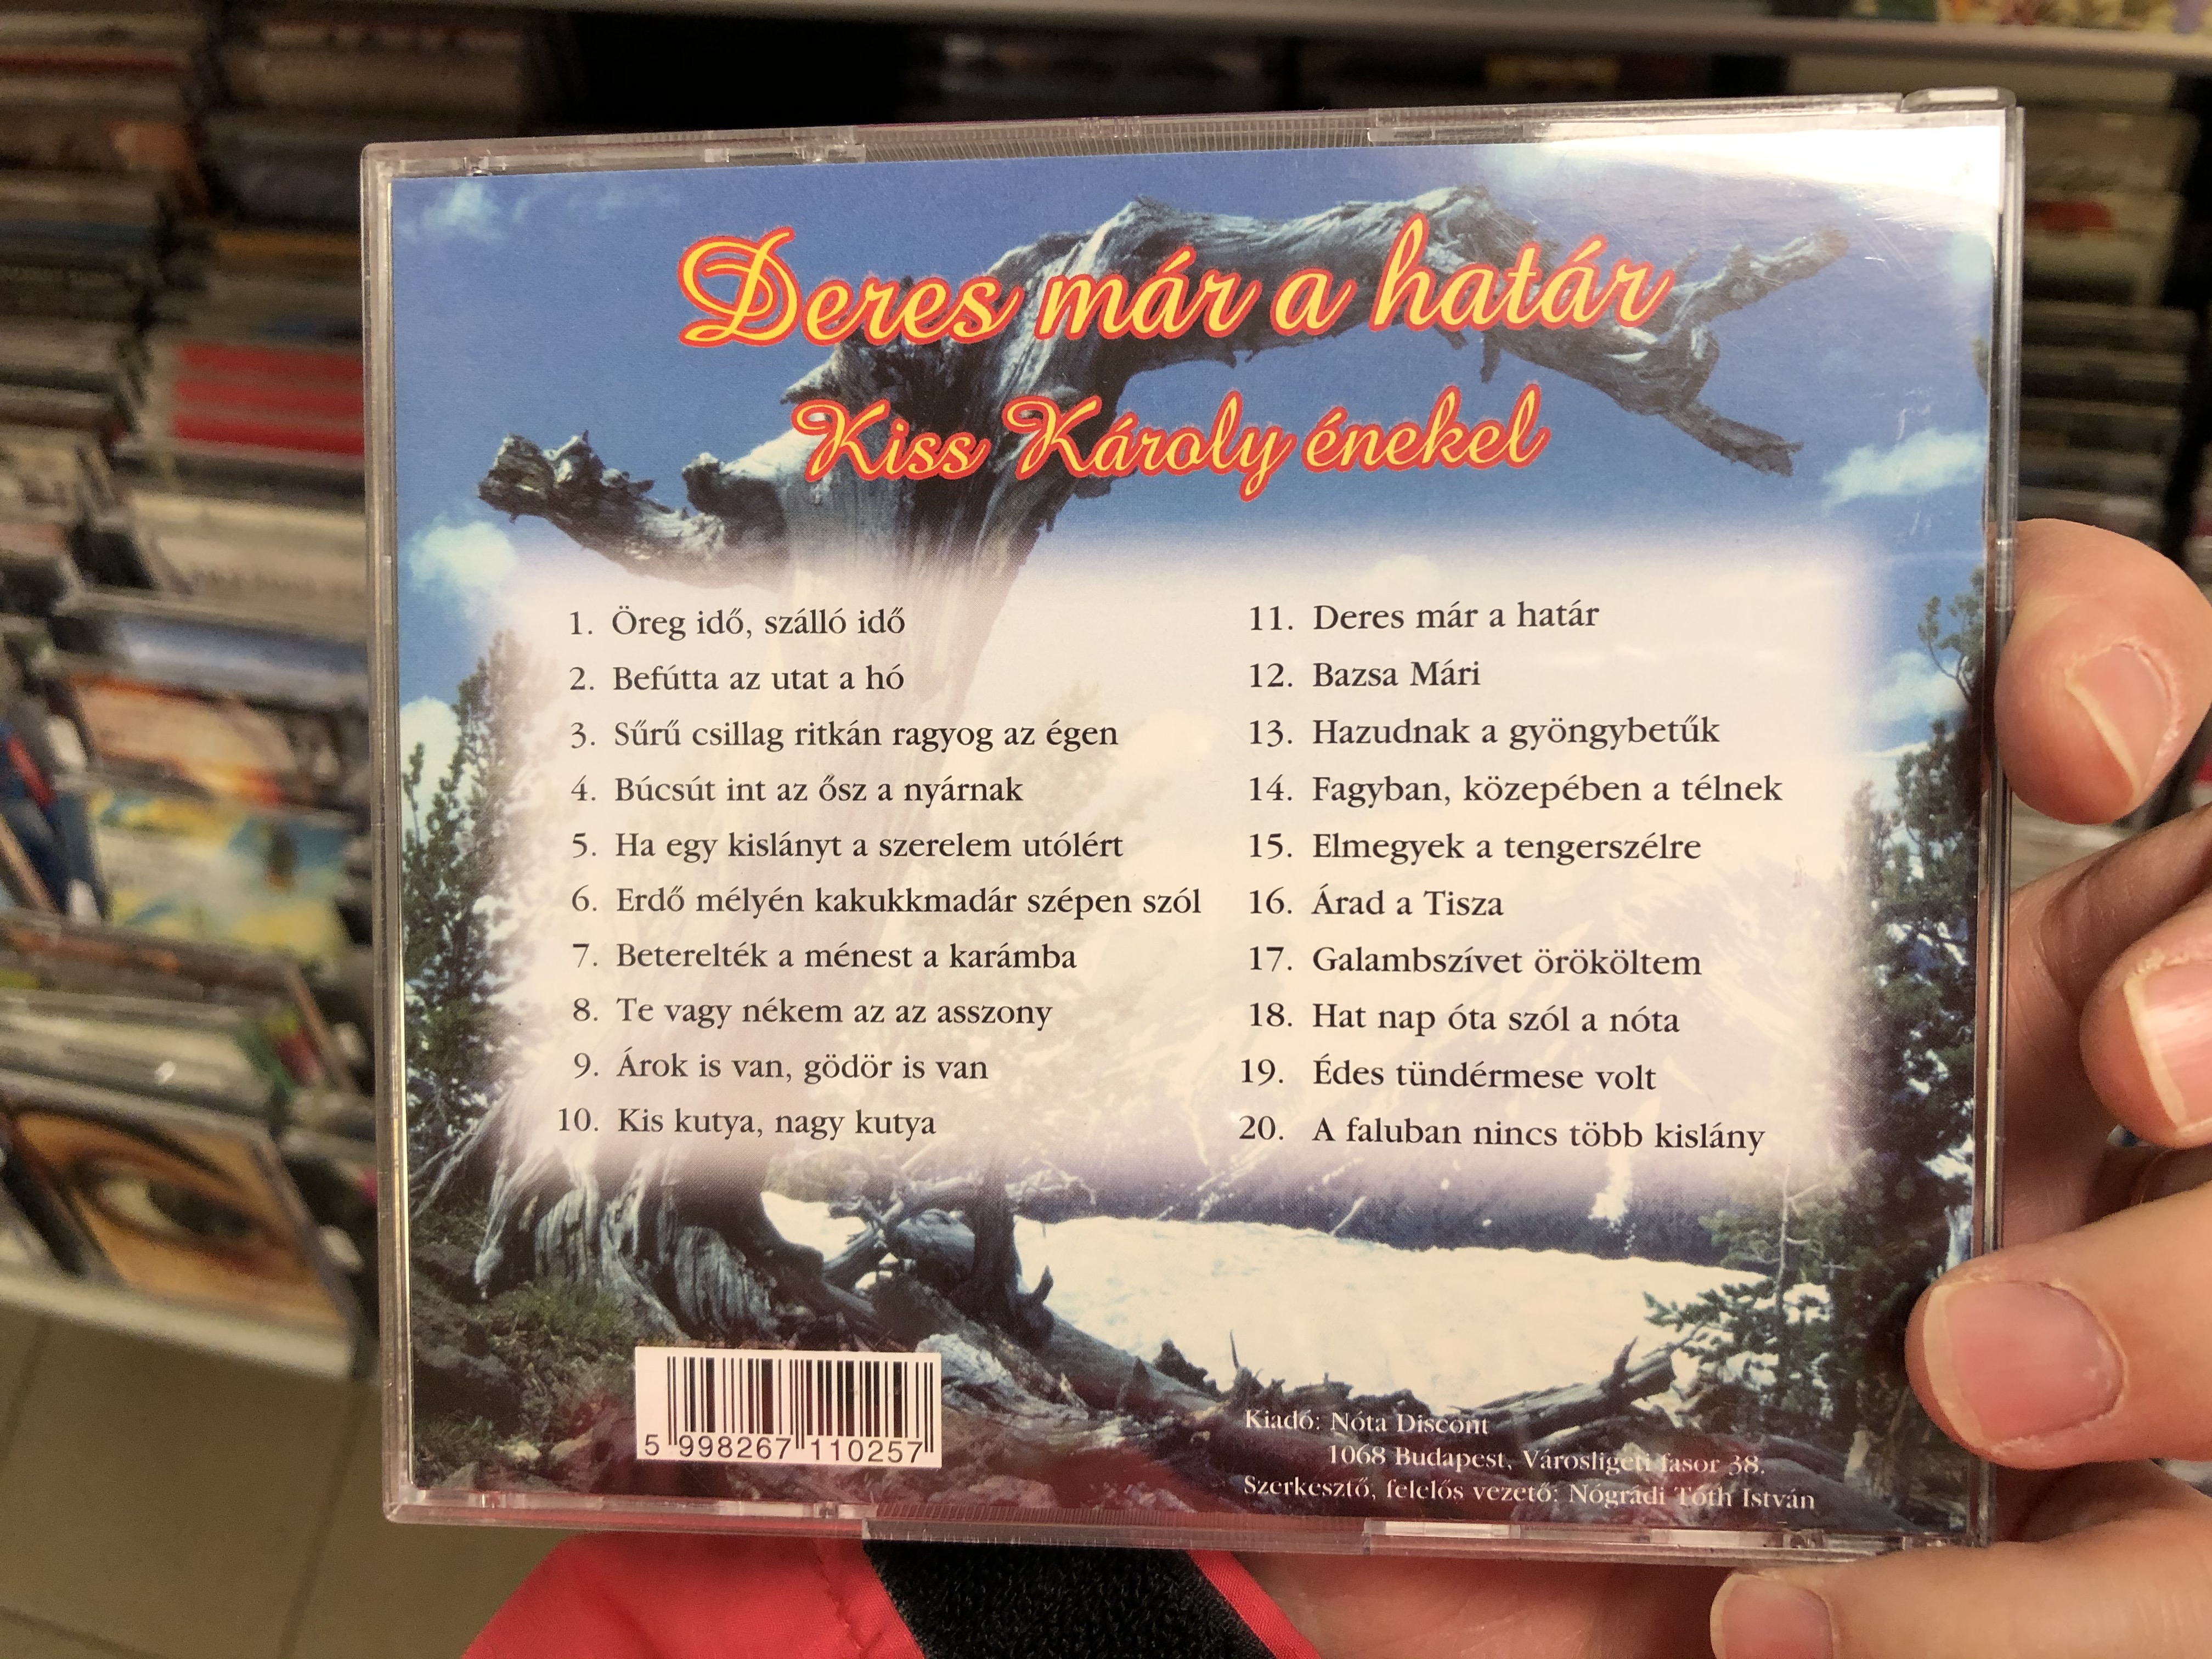 Deres már a határ
Kiss Károly énekel
1. Öreg idő, szálló idő
2. Befútta az utat a hó
3. Sűrű csillag ritkán ragyog az égen
4. Búcsút int az ősz a nyárnak
5. Ha egy kislányt a szerelem utólért
6. Erdő mélyén kakukkmadár szépen szól
7. Beterelték a ménest a karámba
8. Te vagy nékem az az asszony
9. Árok is van, gödör is van
10. Kis kutya, nagy kutya
11. Deres már a határ
12. Bazsa Mári
13. Hazudnak a gyöngybetűk
14. Fagyban, közepében a télnek
15. Elmegyek a tengerszélre
16. Árad a Tisza
17. Galambszívet örököltem
18. Hat nap óta szól a nóta
19. Édes tündérmese volt
20. A faluban nincs több kislány
5 998267 110257
Kiadó: Nóta Discont
1068 Budapest, Városligeti fasor 38.
Szerkesztő, felelős vezető: Nógrádi Tóth István